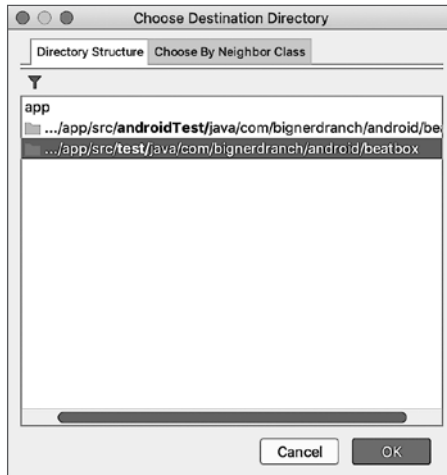 Choose Destination Directory
Directory Structure Choose By Neighbor Class
app
.../app/src/androidTest/java/com/bignerdranch/android/bea
.../app/src/test/java/com/bignerdranch/android/beatbox
Cancel OK